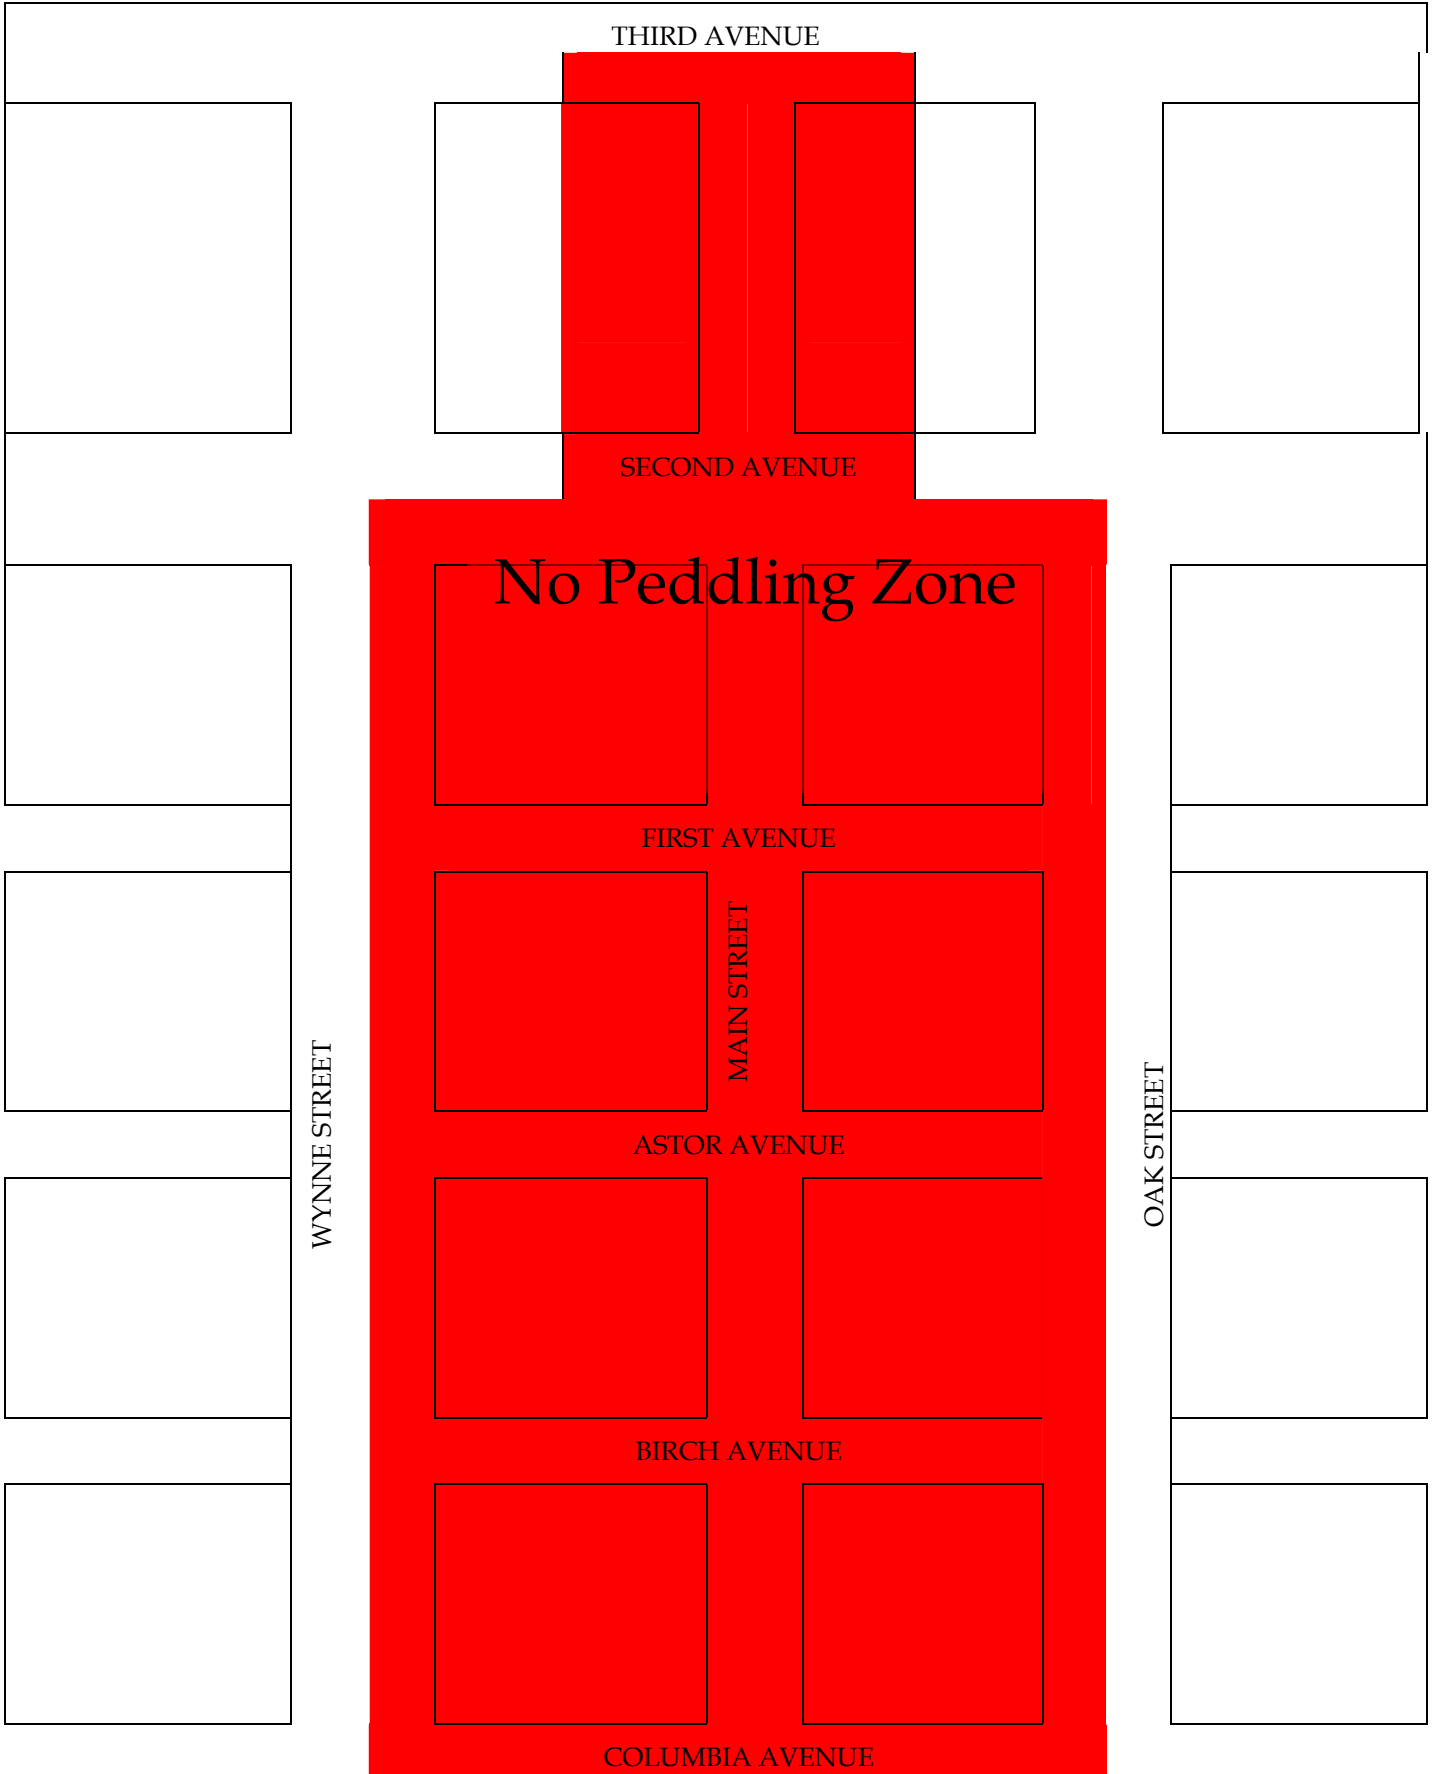 THIRD AVENUE
SECOND AVENUE
No Peddling Zone
FIRST AVENUE
MAIN STREET
WYNNE STREET
OAK STREET
ASTOR AVENUE
BIRCH AVENUE
COLUMBIA AVENUE